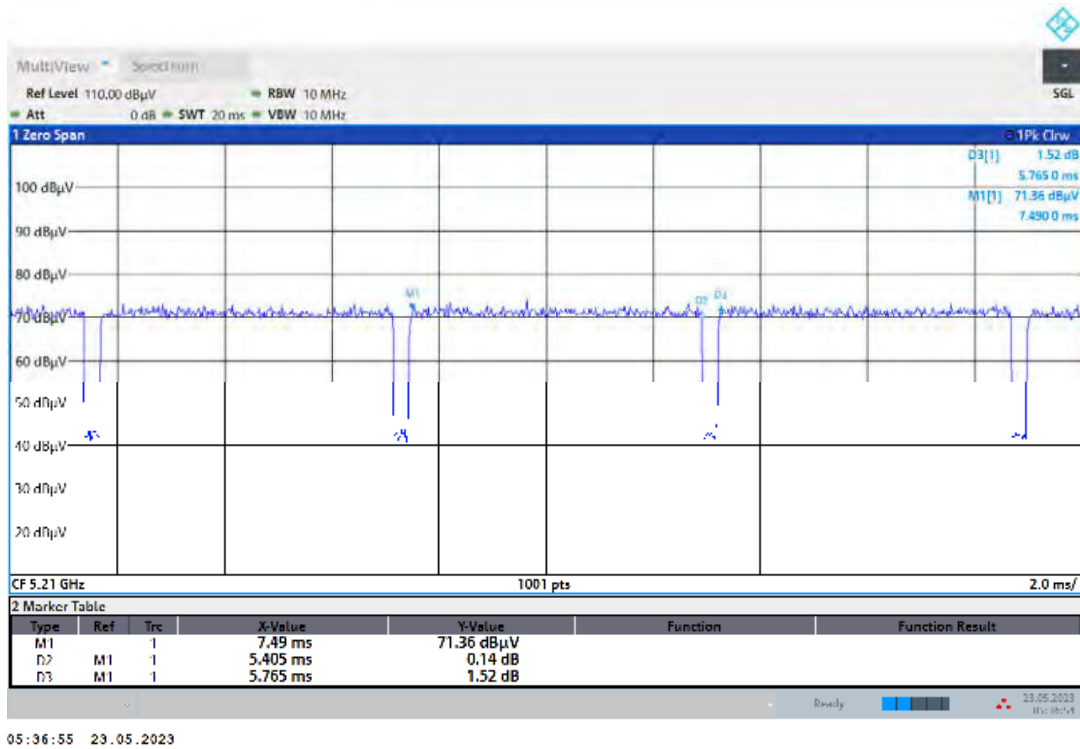 MultiView Spectrum
Ref Level 110.00 dBµV RBW 10 MHz SGL
Att 0 dB SWT 20 ms VBW 10 MHz
1 Zero Span 1Pk Clrw
D3[1] 1.52 dB
5.765 0 ms
M1[1] 71.36 dBµV
7.490 0 ms
100 dBµV
90 dBµV
80 dBµV
M1 D2 D3
70 dBµV
60 dBµV
50 dBµV
40 dBµV
30 dBµV
20 dBµV
CF 5.21 GHz 1001 pts 2.0 ms/
2 Marker Table
Type Ref Trc X-Value Y-Value Function Function Result
M1 1 7.49 ms 71.36 dBµV
D2 M1 1 5.405 ms 0.14 dB
D3 M1 1 5.765 ms 1.52 dB
Ready 23.05.2023
05:36:55 23.05.2023